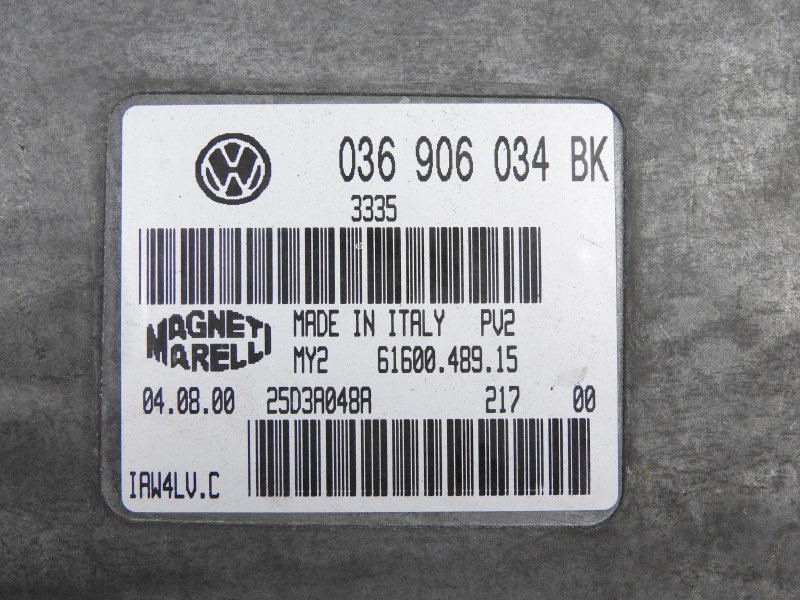 036 906 034 BK
3335
MAGNETI MARELLI
MADE IN ITALY PV2
MY2 61600.489.15
04.08.00 25D3A048A 217 00
IAW4LV.C